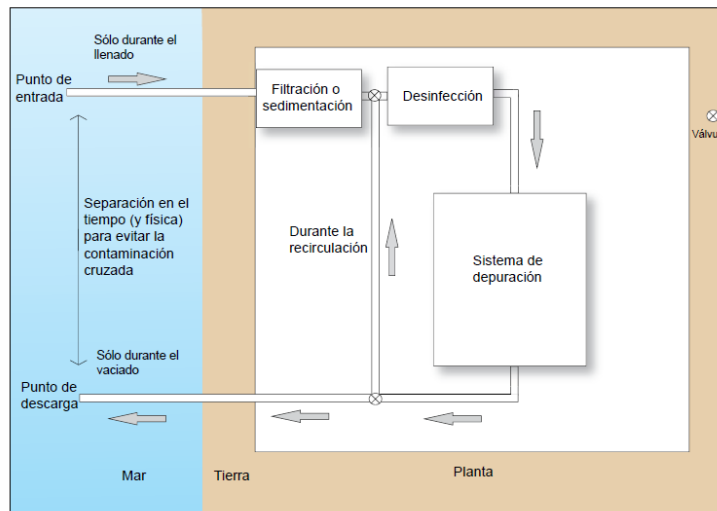 Sólo durante el
llenado
Punto de
entrada
Filtración o
sedimentación
Desinfección
Separación en el
tiempo (y física)
para evitar la
contaminación
cruzada
Durante la
recirculación
Sistema de
depuración
Sólo durante el
vaciado
Punto de
descarga
Mar
Tierra
Planta